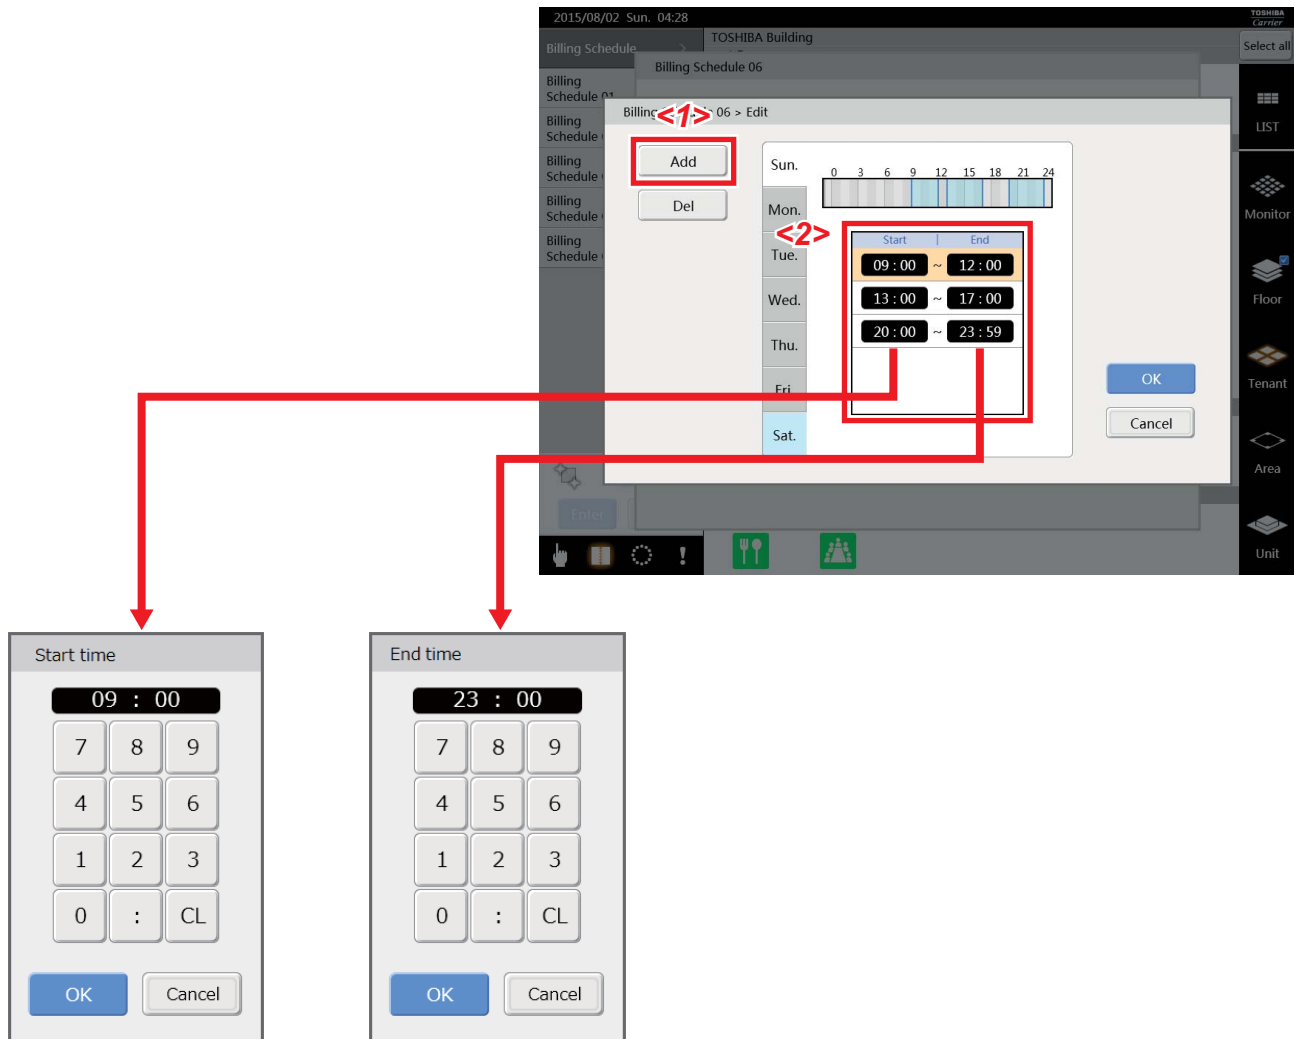 2015/08/02 Sun. 04:28
TOSHIBA
Carrier
Billing Schedule >
TOSHIBA Building
Select all
Billing Schedule 06
Billing
Schedule 01
Billing
Schedule
Billing
Schedule
Billing
Schedule
Billing
Schedule
Billing 06 > Edit
<1>
Add
Del
Sun.
Mon.
Tue.
Wed.
Thu.
Fri.
Sat.
0 3 6 9 12 15 18 21 24
<2>
Start | End
09 : 00 ~ 12 : 00
13 : 00 ~ 17 : 00
20 : 00 ~ 23 : 59
OK
Cancel
Enter
!
LIST
Monitor
Floor
Tenant
Area
Unit
Start time
09 : 00
7 8 9
4 5 6
1 2 3
0 : CL
OK Cancel
End time
23 : 00
7 8 9
4 5 6
1 2 3
0 : CL
OK Cancel